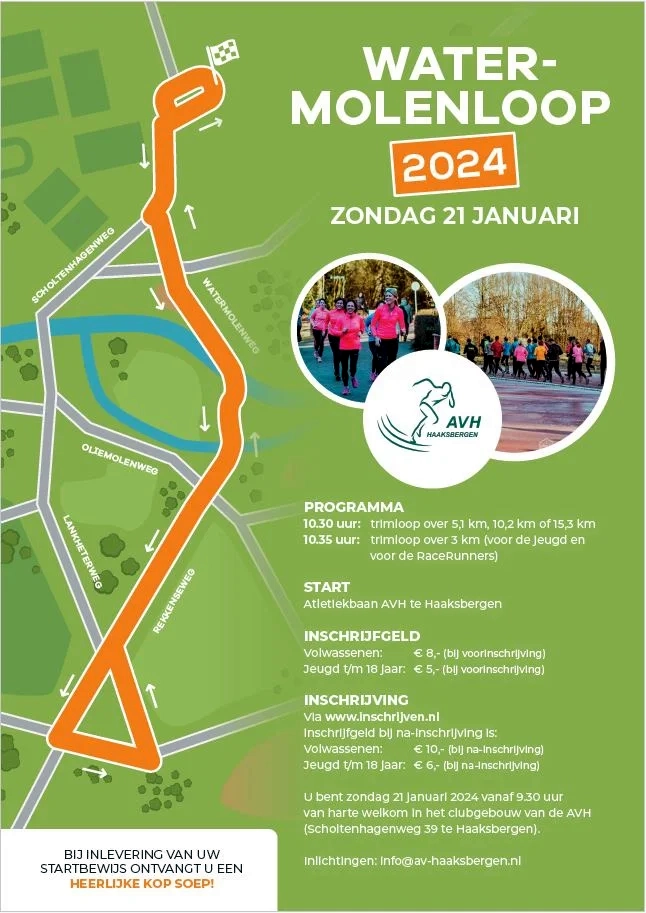 WATER-
MOLENLOOP
2024
ZONDAG 21 JANUARI
SCHOLTENHAGENWEG
WATERMOLENWEG
OLIEMOLENWEG
LANKHETERWEG
REKKENSEWEG
AVH
HAAKSBERGEN
PROGRAMMA
10.30 uur: trimloop over 5,1 km, 10,2 km of 15,3 km
10.35 uur: trimloop over 3 km (voor de jeugd en
voor de RaceRunners)
START
Atletiekbaan AVH te Haaksbergen
INSCHRIJFGELD
Volwassenen: € 8,- (bij voorinschrijving)
Jeugd t/m 18 jaar: € 5,- (bij voorinschrijving)
INSCHRIJVING
Via www.inschrijven.nl
Inschrijfgeld bij na-inschrijving is:
Volwassenen: € 10,- (bij na-inschrijving)
Jeugd t/m 18 jaar: € 6,- (bij na-inschrijving)
U bent zondag 21 januari 2024 vanaf 9.30 uur
van harte welkom in het clubgebouw van de AVH
(Scholtenhagenweg 39 te Haaksbergen).
Inlichtingen: info@av-haaksbergen.nl
BIJ INLEVERING VAN UW
STARTBEWIJS ONTVANGT U EEN
HEERLIJKE KOP SOEP!